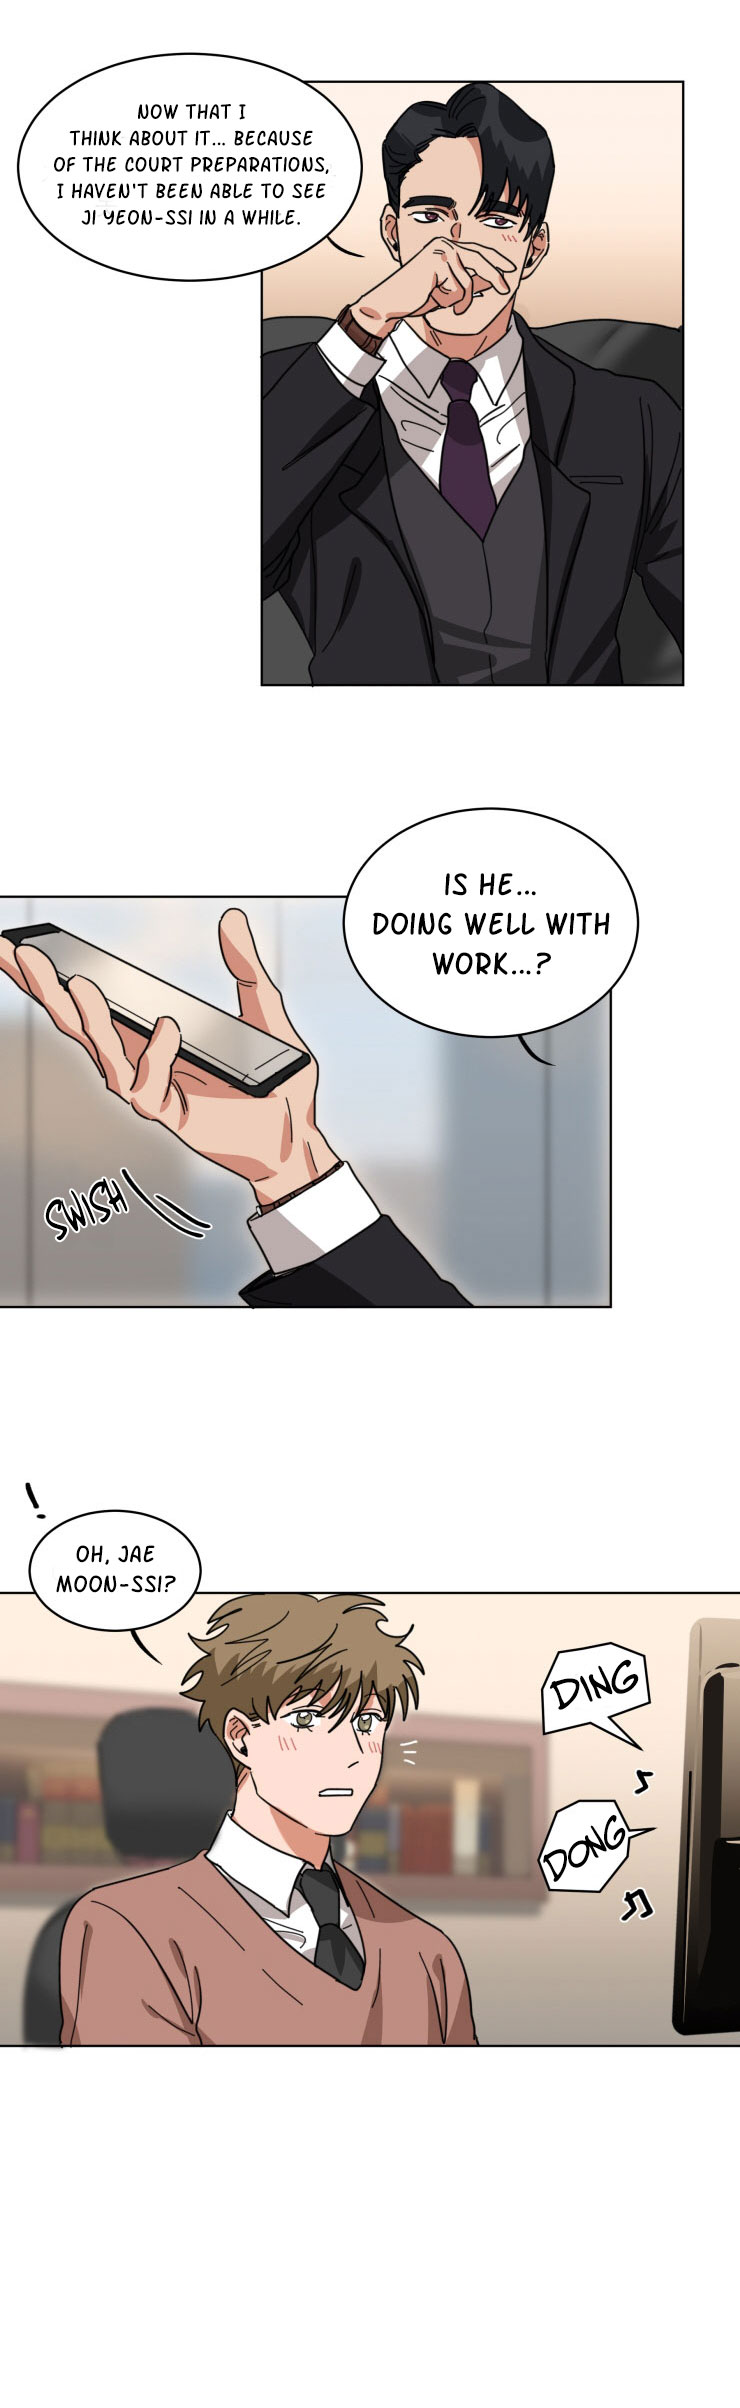 NOW THAT I
THINK ABOUT IT... BECAUSE
OF THE COURT PREPARATIONS,
I HAVEN'T BEEN ABLE TO SEE
JI YEON-SSI IN A WHILE.
IS HE...
DOING WELL WITH
WORK...?
SWISH
OH, JAE
MOON-SSI?
DING
DONG